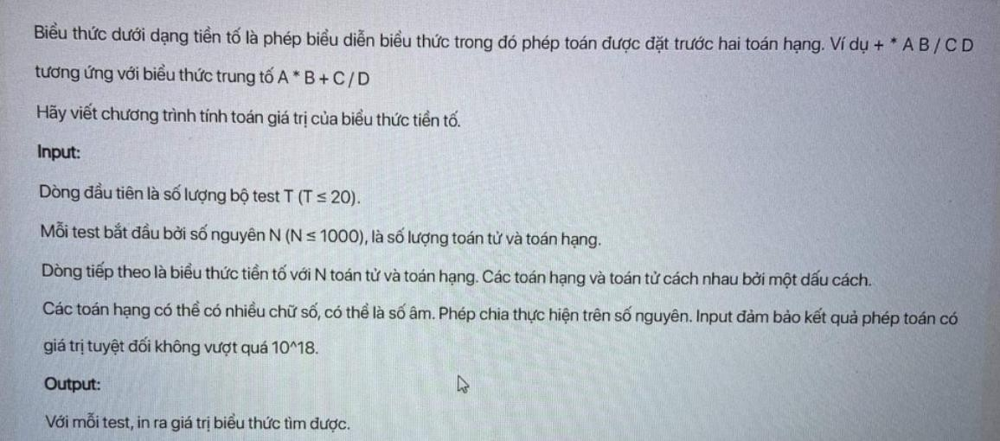 Biểu thức dưới dạng tiền tố là phép biểu diễn biểu thức trong đó phép toán được đặt trước hai toán hạng. Ví dụ + * A B / C D
tương ứng với biểu thức trung tố A * B + C / D
Hãy viết chương trình tính toán giá trị của biểu thức tiền tố.
Input:
Dòng đầu tiên là số lượng bộ test T (T ≤ 20).
Mỗi test bắt đầu bởi số nguyên N (N ≤ 1000), là số lượng toán tử và toán hạng.
Dòng tiếp theo là biểu thức tiền tố với N toán tử và toán hạng. Các toán hạng và toán tử cách nhau bởi một dấu cách.
Các toán hạng có thể có nhiều chữ số, có thể là số âm. Phép chia thực hiện trên số nguyên. Input đảm bảo kết quả phép toán có
giá trị tuyệt đối không vượt quá 10^18.
Output:
Với mỗi test, in ra giá trị biểu thức tìm được.